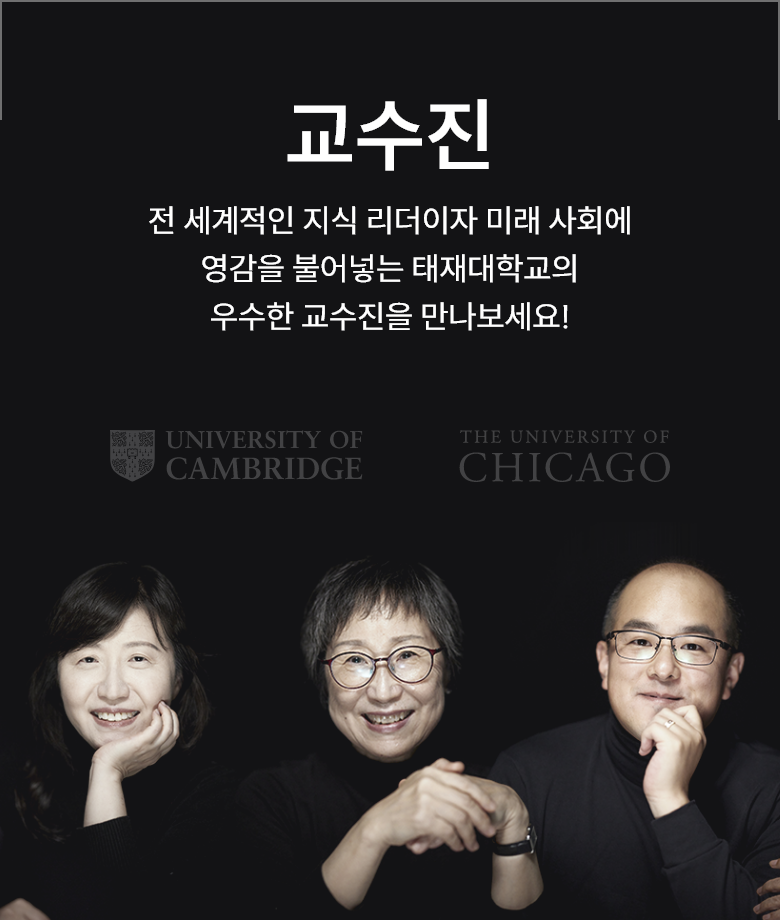 교수진
전 세계적인 지식 리더이자 미래 사회에
영감을 불어넣는 태재대학교의
우수한 교수진을 만나보세요!
UNIVERSITY OF
CAMBRIDGE
THE UNIVERSITY OF
CHICAGO